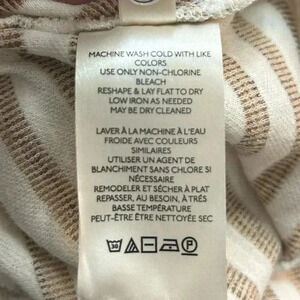 MACHINE WASH COLD WITH LIKE
COLORS
USE ONLY NON-CHLORINE
BLEACH
RESHAPE & LAY FLAT TO DRY
LOW IRON AS NEEDED
MAY BE DRY CLEANED
LAVER À LA MACHINE À L'EAU
FROIDE AVEC COULEURS
SIMILAIRES
UTILISER UN AGENT DE
BLANCHIMENT SANS CHLORE SI
NÉCESSAIRE
REMODELER ET SÉCHER À PLAT
REPASSER, AU BESOIN, À TRÈS
BASSE TEMPÉRATURE
PEUT-ÊTRE ÊTRE NETTOYÉE SEC